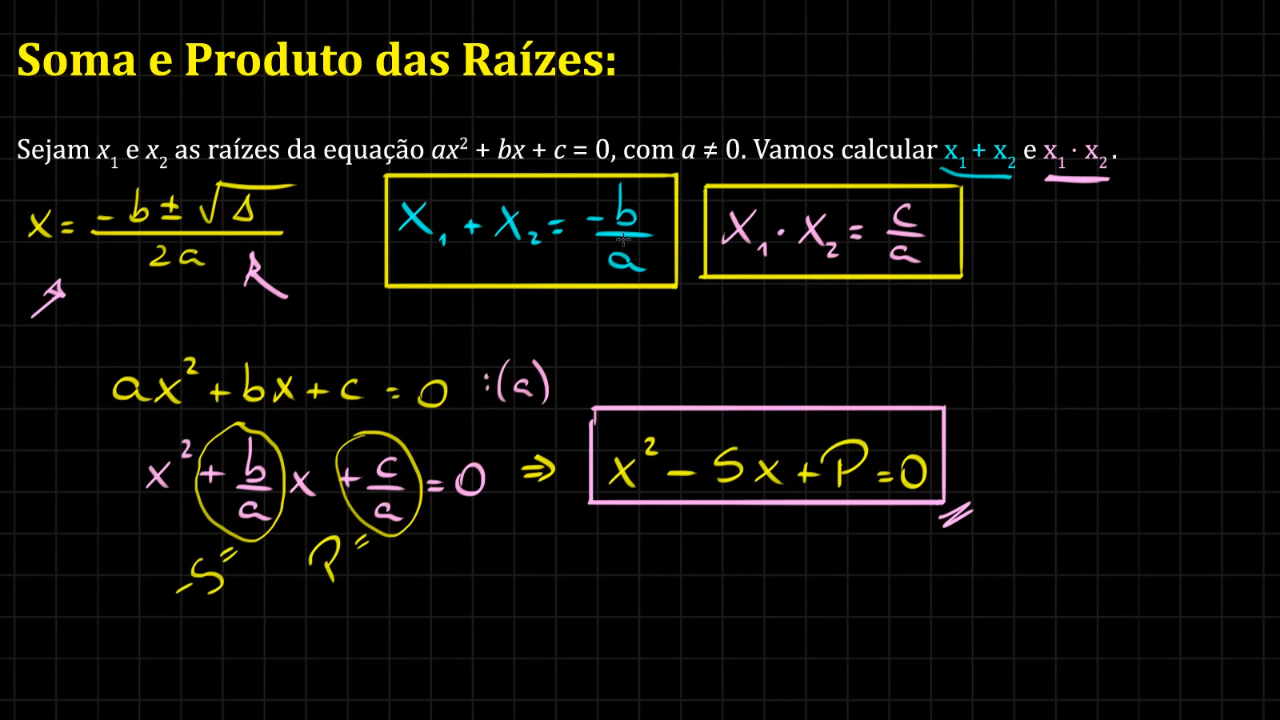 Soma e Produto das Raízes:
Sejam x₁ e x₂ as raízes da equação ax² + bx + c = 0, com a ≠ 0. Vamos calcular x₁ + x₂ e x₁ · x₂.
x = (-b ± √Δ)/2a
x₁ + x₂ = -b/a
x₁ · x₂ = c/a
ax² + bx + c = 0 :(a)
x² + b/a x + c/a = 0 ⇒ x² - Sx + P = 0
-S = P =